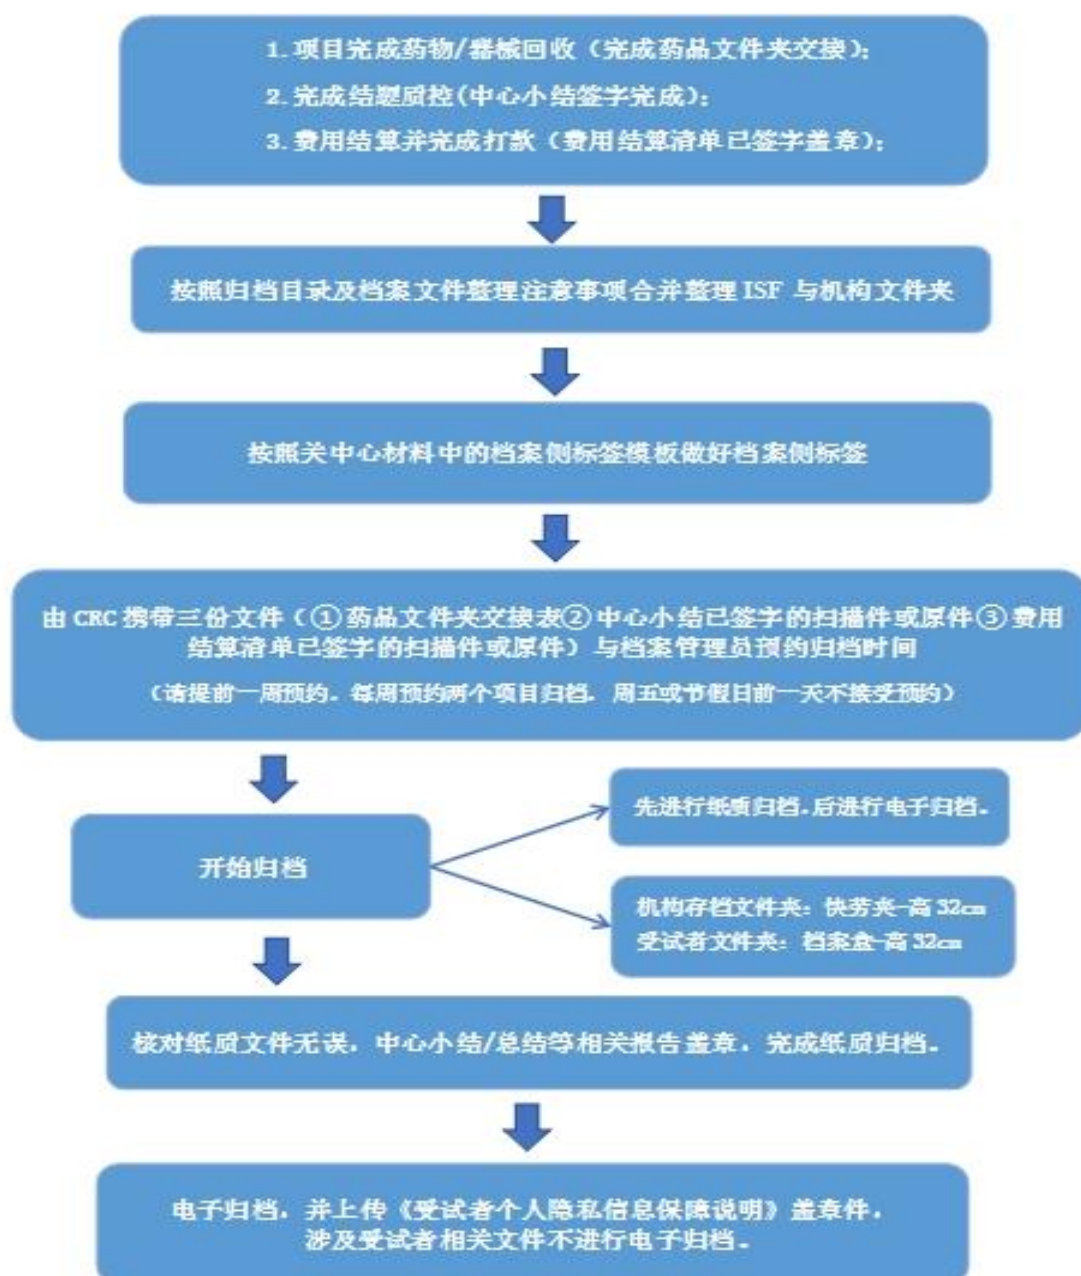 1.项目完成药物/器械回收（完成药品文件夹交接）；
2.完成结题质控(中心小结签字完成)；
3.费用结算并完成打款（费用结算清单已签字盖章）；
按照归档目录及档案文件整理注意事项合并整理 ISF 与机构文件夹
按照关中心材料中的档案侧标签模板做好档案侧标签
由 CRC 携带三份文件（①药品文件夹交接表②中心小结已签字的扫描件或原件③费用
结算清单已签字的扫描件或原件）与档案管理员预约归档时间
（请提前一周预约，每周预约两个项目归档，周五或节假日前一天不接受预约）
先进行纸质归档，后进行电子归档。
开始归档
机构存档文件夹：快劳夹-高 32cm
受试者文件夹：档案盒-高 32cm
核对纸质文件无误，中心小结/总结等相关报告盖章，完成纸质归档。
电子归档，并上传《受试者个人隐私信息保障说明》盖章件，
涉及受试者相关文件不进行电子归档。